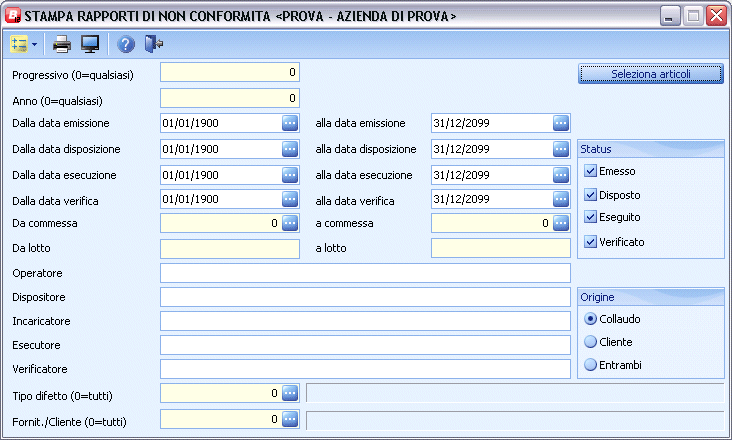 STAMPA RAPPORTI DI NON CONFORMITA <PROVA - AZIENDA DI PROVA>
Progressivo (0=qualsiasi) 0
Seleziona articoli
Anno (0=qualsiasi) 0
Dalla data emissione 01/01/1900 alla data emissione 31/12/2099
Dalla data disposizione 01/01/1900 alla data disposizione 31/12/2099
Dalla data esecuzione 01/01/1900 alla data esecuzione 31/12/2099
Dalla data verifica 01/01/1900 alla data verifica 31/12/2099
Da commessa 0 a commessa 0
Da lotto a lotto
Status
Emesso
Disposto
Eseguito
Verificato
Operatore
Dispositore
Incaricatore
Esecutore
Verificatore
Origine
Collaudo
Cliente
Entrambi
Tipo difetto (0=tutti) 0
Fornit./Cliente (0=tutti) 0